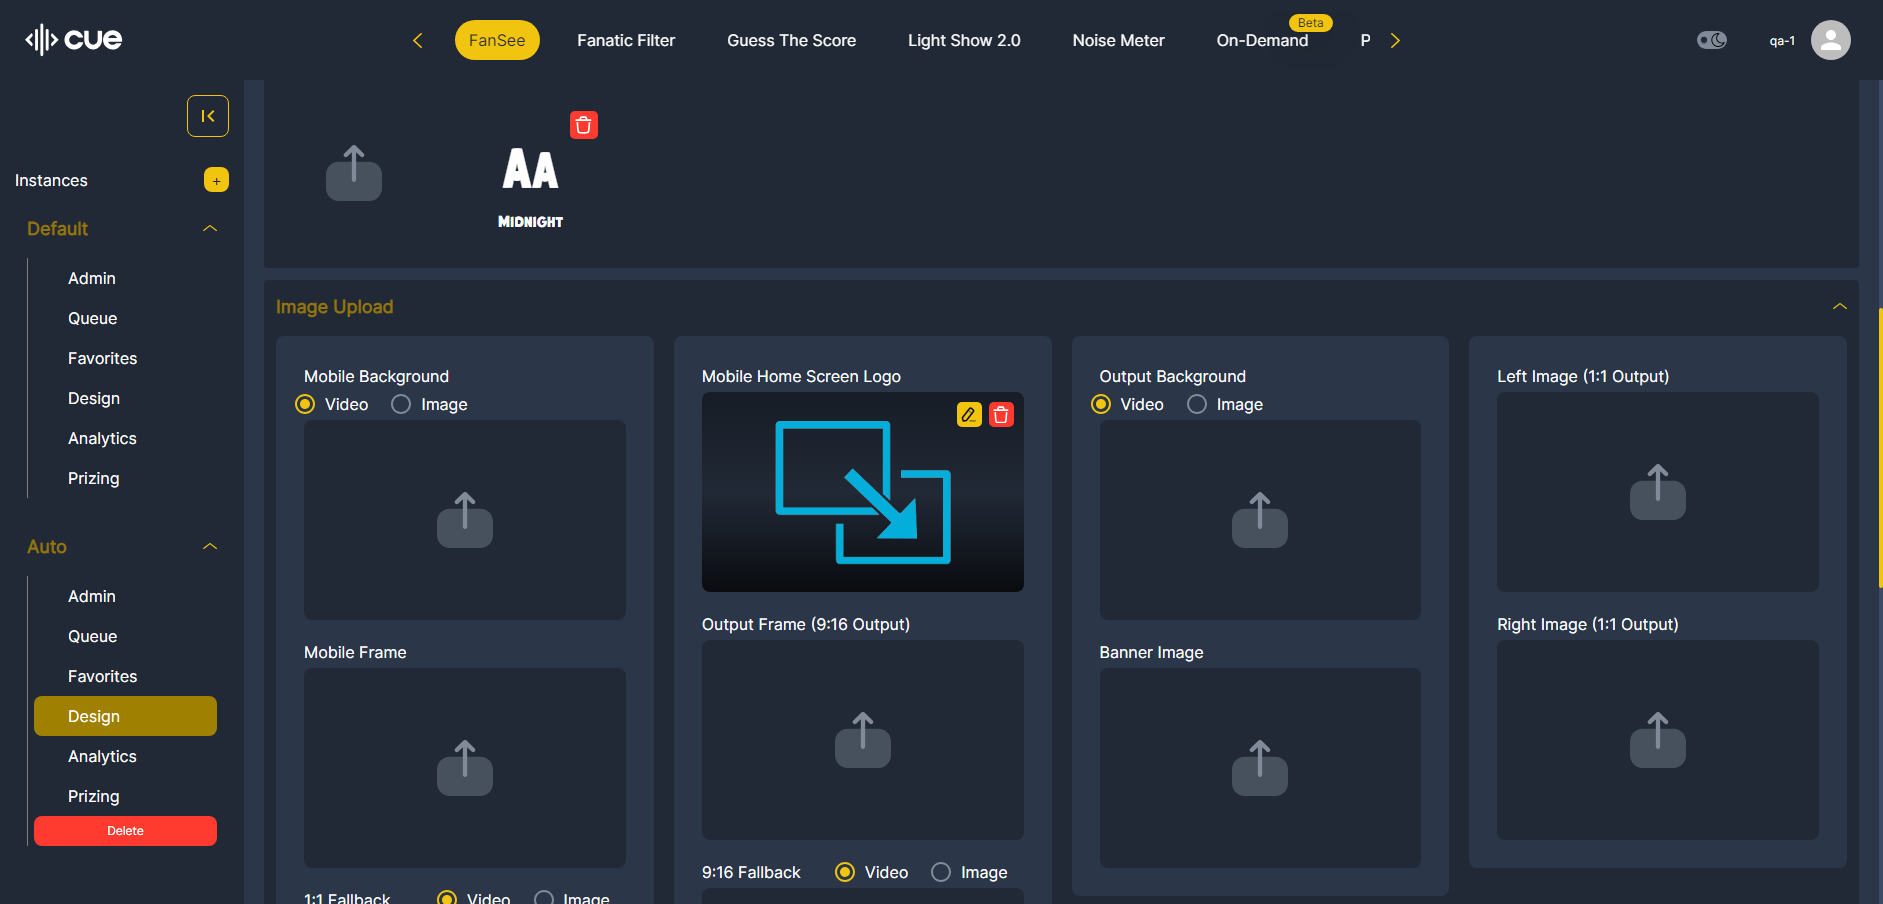 cue
FanSee
Fanatic Filter
Guess The Score
Light Show 2.0
Noise Meter
Beta
On-Demand
P
qa-1
Instances
+
Default
Admin
Queue
Favorites
Design
Analytics
Prizing
Auto
Admin
Queue
Favorites
Design
Analytics
Prizing
Delete
AA
MIDNIGHT
Image Upload
Mobile Background
Video Image
Mobile Frame
1:1 Fallback Video Image
Mobile Home Screen Logo
Output Frame (9:16 Output)
9:16 Fallback Video Image
Output Background
Video Image
Banner Image
Left Image (1:1 Output)
Right Image (1:1 Output)